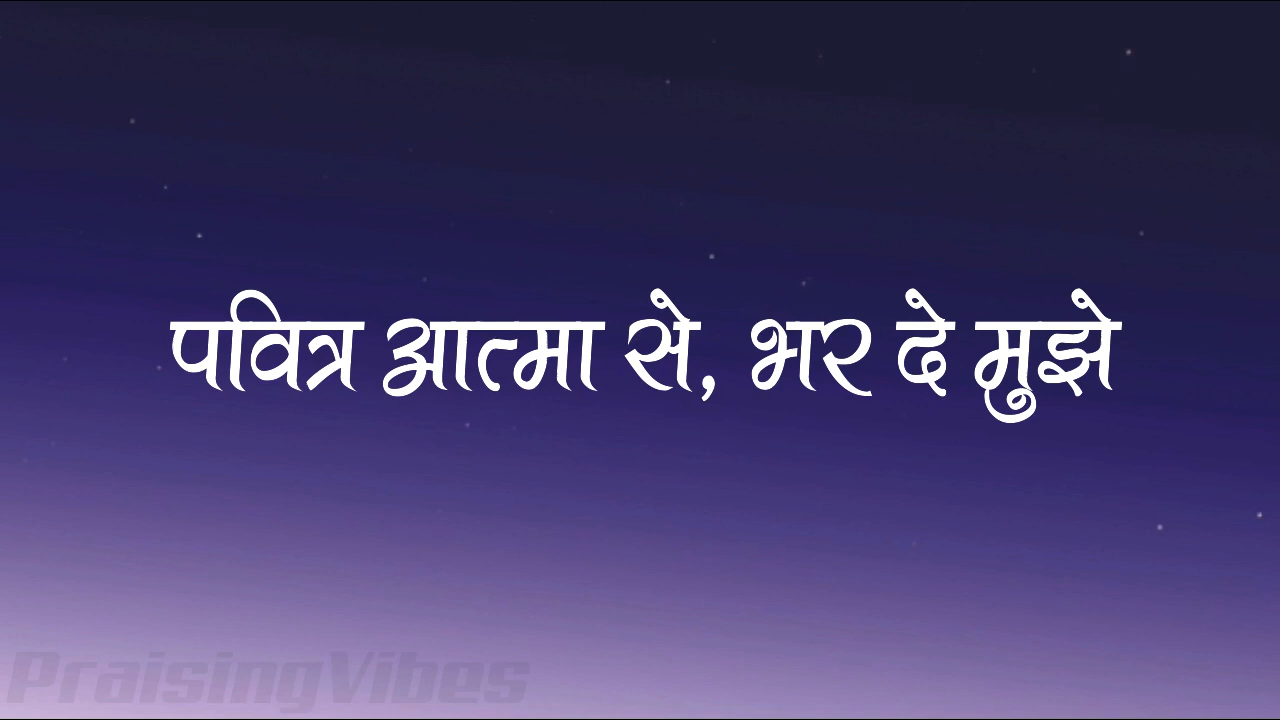 पवित्र आत्मा से, भर दे मुझे
PraisingVibes